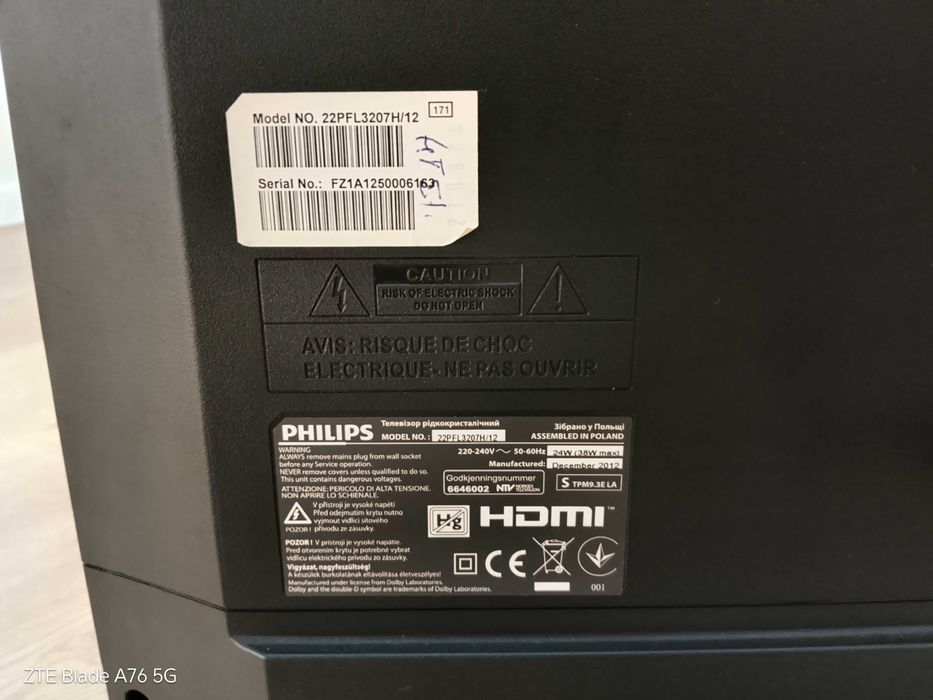 Model NO. 22PFL3207H/12 171
Serial No.: FZ1A1250006163
CAUTION
RISK OF ELECTRIC SHOCK
DO NOT OPEN
AVIS: RISQUE DE CHOC
ELECTRIQUE- NE PAS OUVRIR
PHILIPS
Телевізор рідкокристалічний
MODEL NO.: 22PFL3207H/12
Зібрано у Польщі
ASSEMBLED IN POLAND
220-240V ~ 50-60Hz 24W (38W max)
Manufactured: December 2012
WARNING
ALWAYS remove mains plug from wall socket
before any Service operation.
NEVER remove covers unless qualified to do so.
This unit contains dangerous voltages.
ATTENZIONE: PERICOLO DI ALTA TENSIONE.
NON APRIRE LO SCHIENALE.
Godkjenningsnummer
6646002 NTV NORGES TELEVISION
S TPM9.3E LA
V přístroji je vysoké napětí
Před odejmutím krytu nutno
vyjmout vidlici síťového
POZOR! přívodu ze zásuvky.
Hg
HDMI™
POZOR! V prístroji je vysoké napätie.
Pred otvorením krytu je potrebné vybrat
vidlicu elektrického prívodu zo zásuvky.
Vigyázat, nagyfeszültség!
A készülek burkolatának eltávolítása életveszélyes!
Manufactured under license from Dolby Laboratories.
Dolby and the double-D symbol are trademarks of Dolby Laboratories.
CE
001
ZTE Blade A76 5G